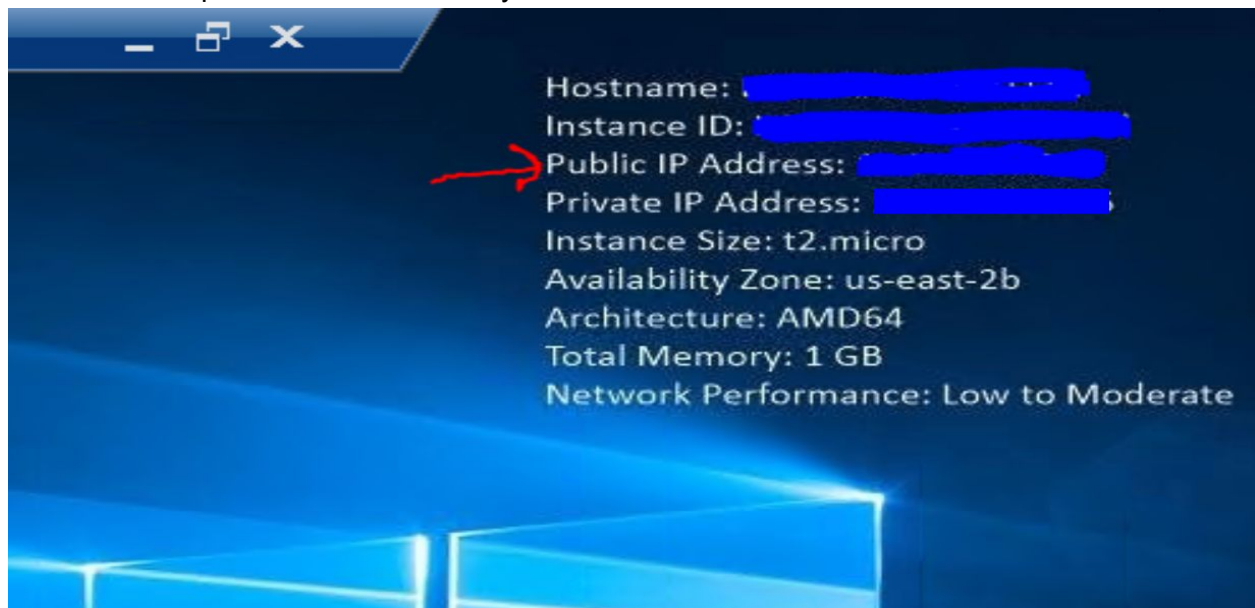 Hostname:
Instance ID:
Public IP Address:
Private IP Address:
Instance Size: t2.micro
Availability Zone: us-east-2b
Architecture: AMD64
Total Memory: 1 GB
Network Performance: Low to Moderate